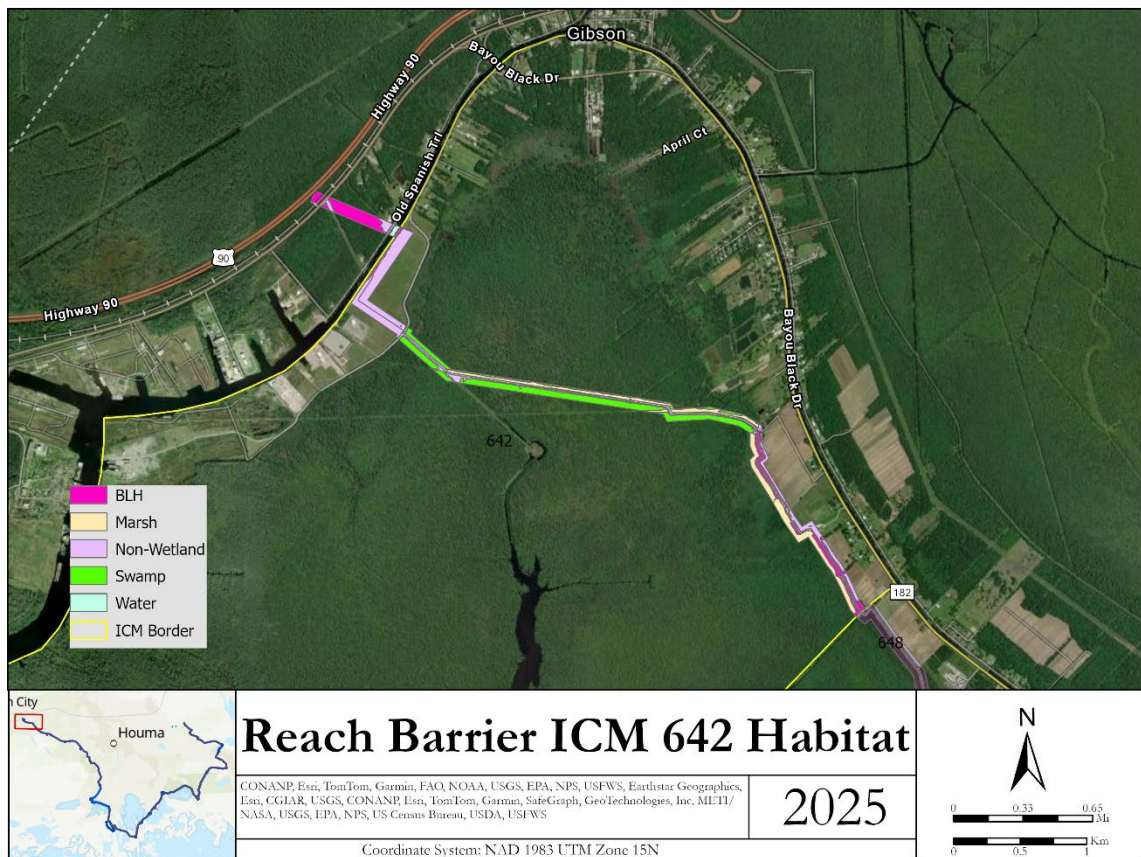 Gibson
Bayou Black Dr
Highway 90
April Ct
Old Spanish Trl
90
Highway 90
Bayou Black Dr
642
182
648
BLH
Marsh
Non-Wetland
Swamp
Water
ICM Border
n City
Houma
Reach Barrier ICM 642 Habitat
CONANP, Esri, TomTom, Garmin, FAO, NOAA, USGS, EPA, NPS, USFWS, Earthstar Geographics,
Esri, CGIAR, USGS, CONANP, Esri, TomTom, Garmin, SafeGraph, GeoTechnologies, Inc, METI/
NASA, USGS, EPA, NPS, US Census Bureau, USDA, USFWS
2025
Coordinate System: NAD 1983 UTM Zone 15N
N
0 0.33 0.65
Mi
Km
0 0.5 1